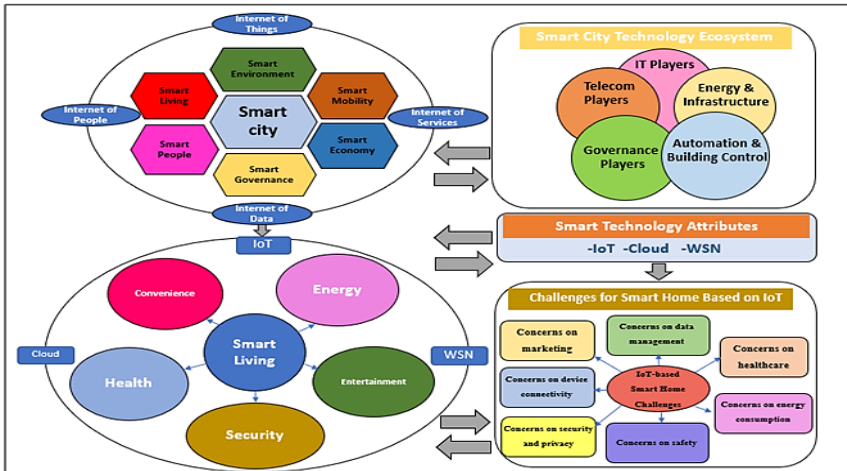 Internet of
Things
Smart
Environment
Smart
Living
Smart
Mobility
Internet of
People
Smart
city
Internet of
Services
Smart
People
Smart
Economy
Smart
Governance
Internet of
Data
Smart City Technology Ecosystem
IT Players
Telecom
Players
Energy &
Infrastructure
Governance
Players
Automation &
Building Control
IoT
Convenience
Energy
Cloud
Smart
Living
WSN
Health
Entertainment
Security
Smart Technology Attributes
-IoT -Cloud -WSN
Challenges for Smart Home Based on IoT
Concerns on
marketing
Concerns on data
management
Concerns on
healthcare
Concerns on device
connectivity
IoT-based
Smart Home
Challenges
Concerns on energy
consumption
Concerns on security
and privacy
Concerns on safety